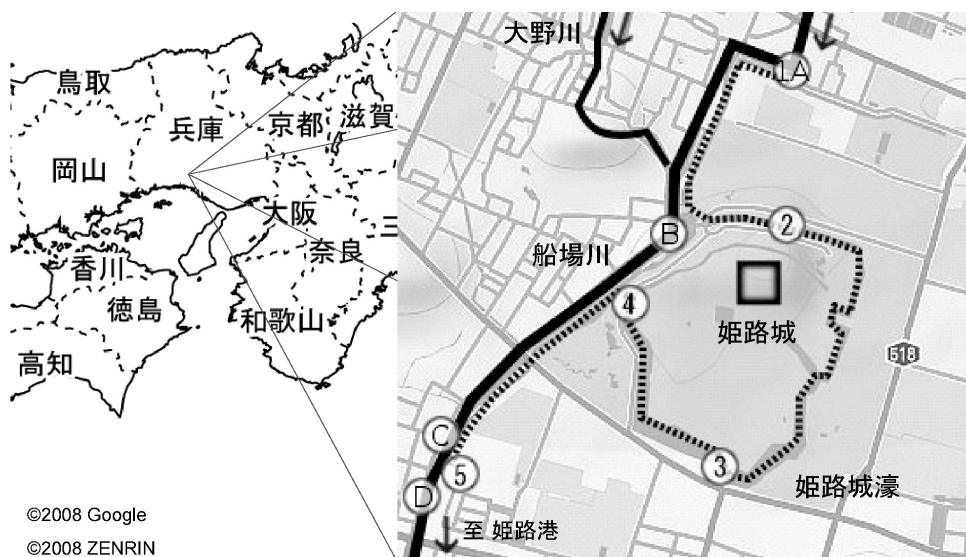 鳥取
兵庫
京都
滋賀
岡山
大阪
三
奈良
香川
徳島
和歌山
高知
©2008 Google
©2008 ZENRIN
大野川
1A
2
B
船場川
4
姫路城
518
C
5
3
D
姫路城濠
至 姫路港